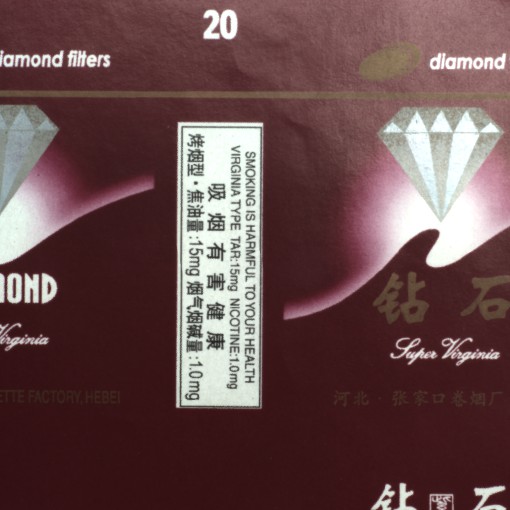 20
iamond filters
diamond
SMOKING IS HARMFUL TO YOUR HEALTH
VIRGINIA TYPE TAR:15mg NICOTINE:1.0mg
吸烟有害健康
烤烟型·焦油量:15mg 烟气烟碱量:1.0mg
MOND
Virginia
ETTE FACTORY, HEBEI
钻石
Super Virginia
河北·张家口卷烟厂
钻石